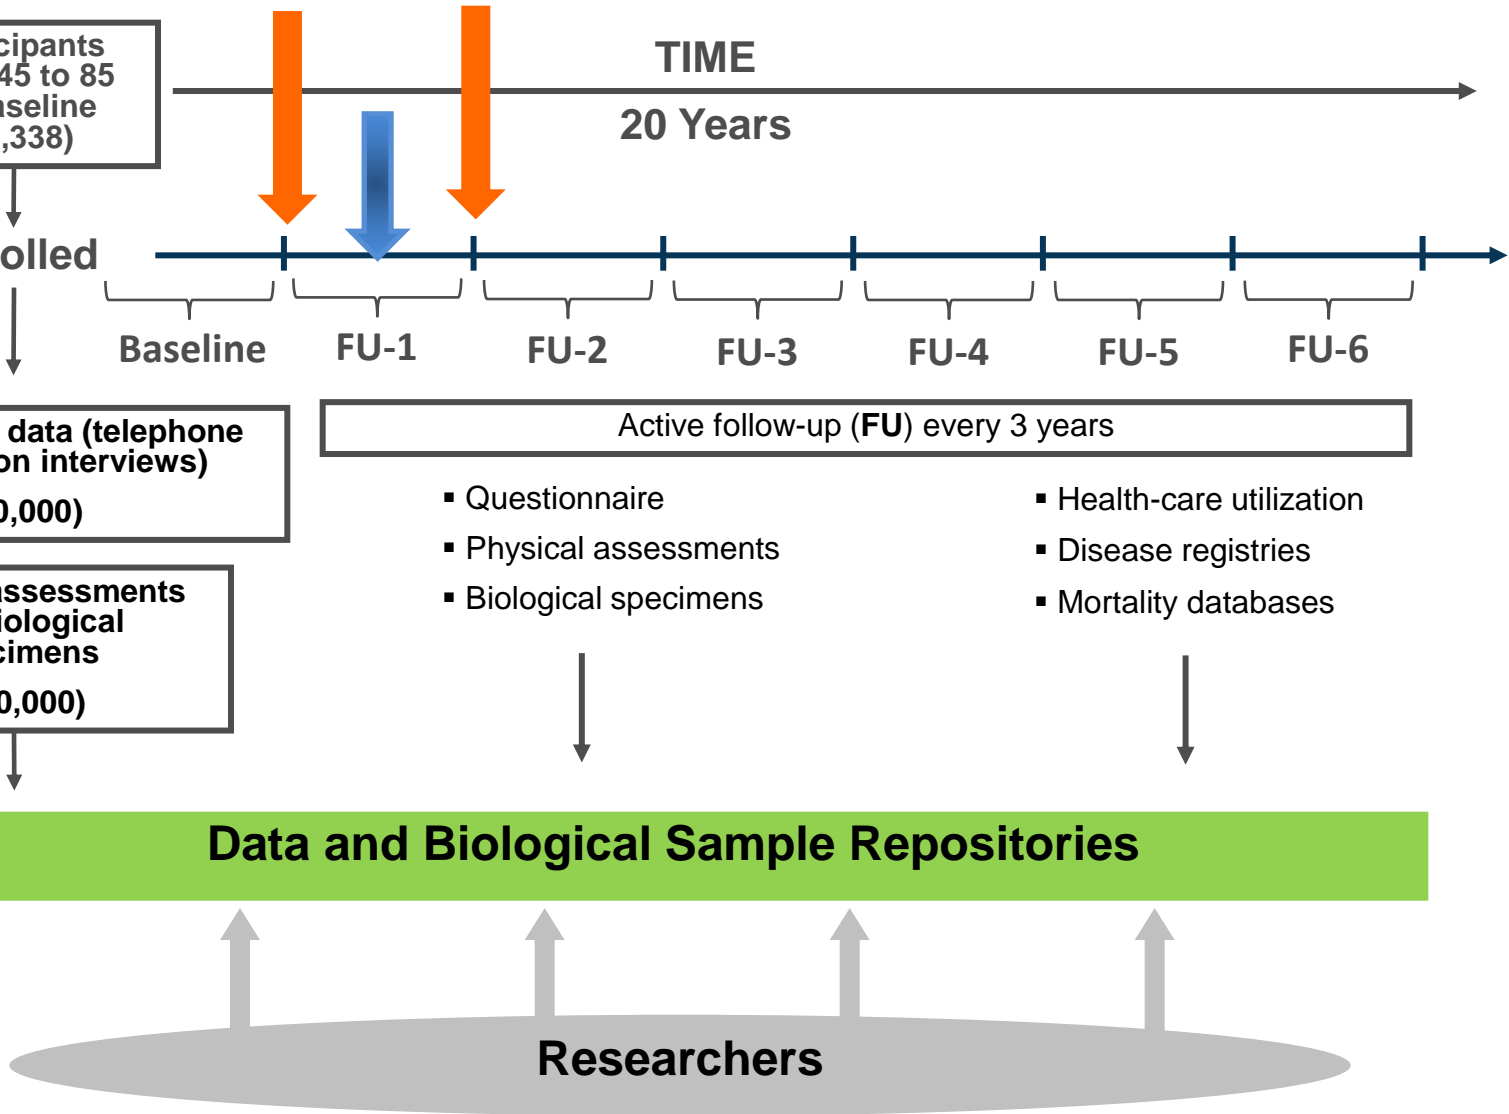 cipants
45 to 85
aseline
,338)
TIME
20 Years
olled
Baseline
FU-1
FU-2
FU-3
FU-4
FU-5
FU-6
data (telephone
on interviews)
0,000)
Active follow-up (FU) every 3 years
▪ Questionnaire
▪ Physical assessments
▪ Biological specimens
▪ Health-care utilization
▪ Disease registries
▪ Mortality databases
assessments
iological
cimens
0,000)
Data and Biological Sample Repositories
Researchers